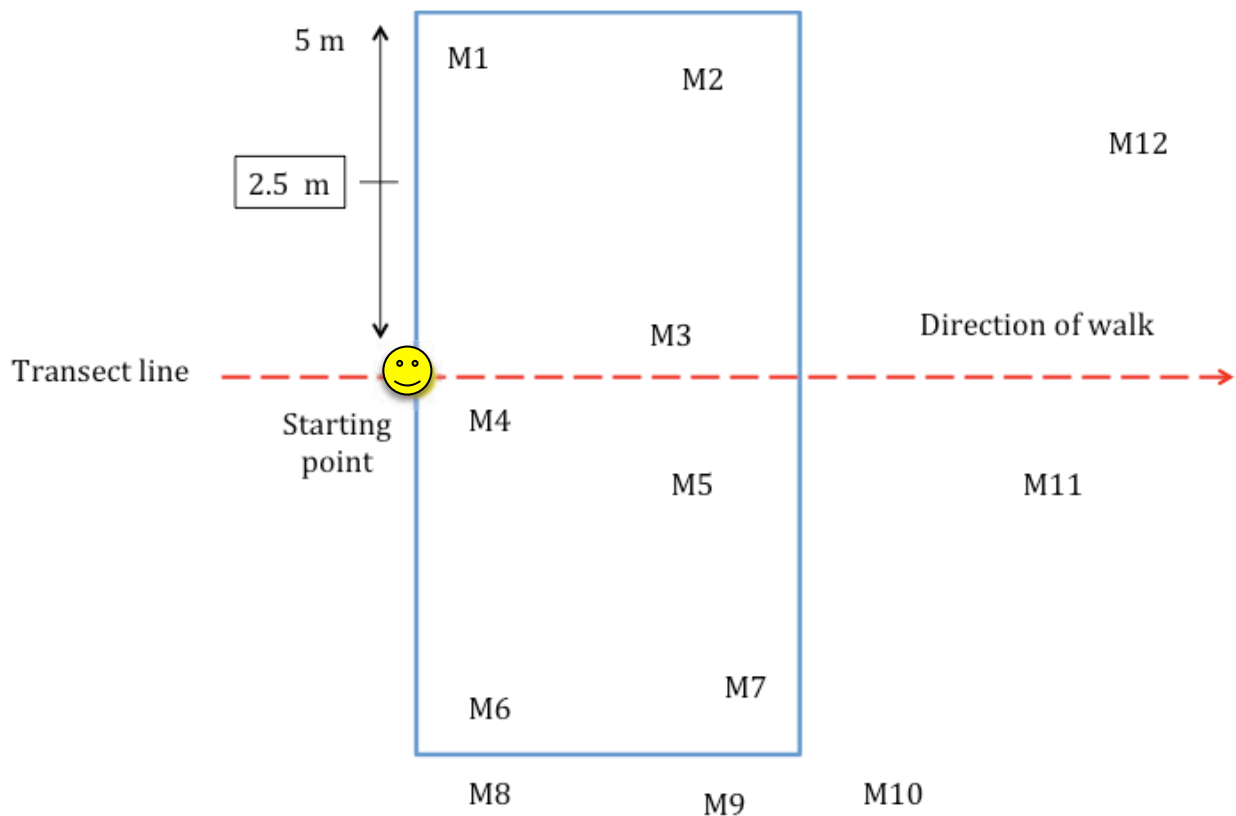 5 m
M1
M2
M12
2.5 m
M3
Direction of walk
Transect line
Starting
point
M4
M5
M11
M6
M7
M8
M9
M10